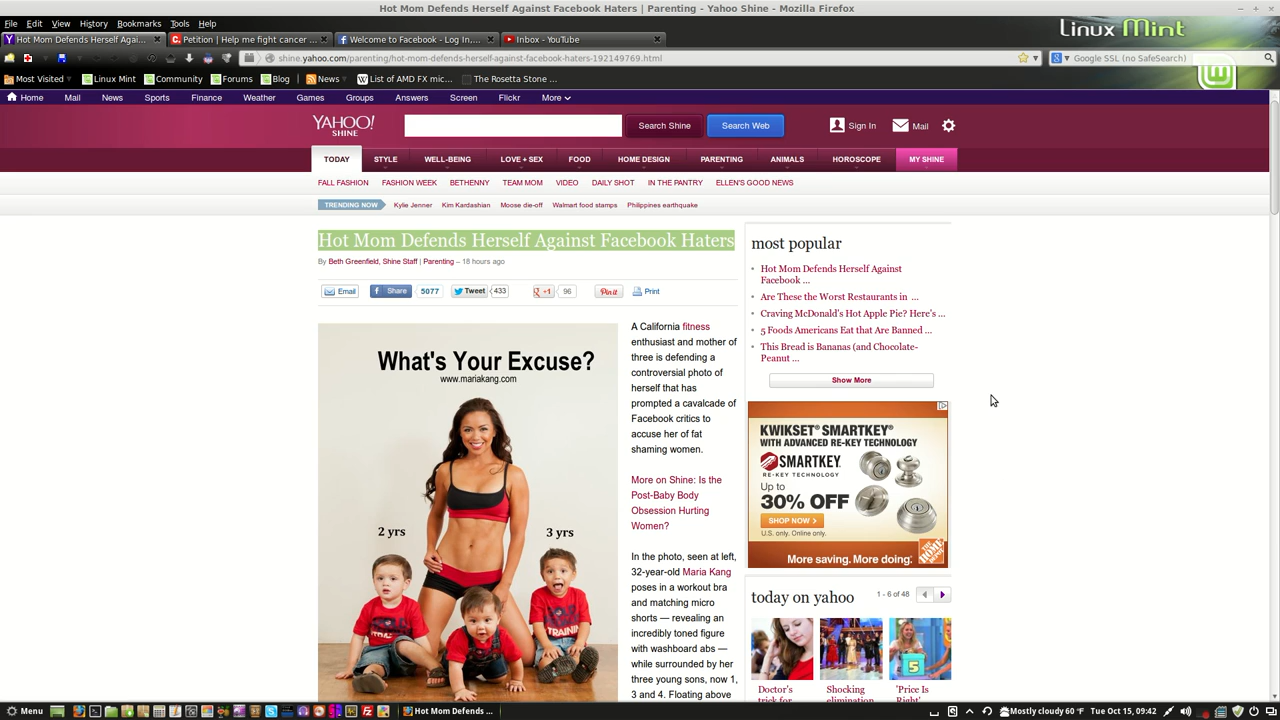 Hot Mom Defends Herself Against Facebook Haters | Parenting - Yahoo Shine - Mozilla Firefox
File Edit View History Bookmarks Tools Help
Hot Mom Defends Herself Agai...
Petition | Help me fight cancer ...
Welcome to Facebook - Log In, ...
Inbox - YouTube
Linux Mint
shine.yahoo.com/parenting/hot-mom-defends-herself-against-facebook-haters-192149769.html
Google SSL (no SafeSearch)
Most Visited
Linux Mint
Community
Forums
Blog
News
List of AMD FX mic...
The Rosetta Stone ...
Home Mail News Sports Finance Weather Games Groups Answers Screen Flickr More
YAHOO!
SHINE
Search Shine
Search Web
Sign In
Mail
TODAY STYLE WELL-BEING LOVE + SEX FOOD HOME DESIGN PARENTING ANIMALS HOROSCOPE MY SHINE
FALL FASHION FASHION WEEK BETHENNY TEAM MOM VIDEO DAILY SHOT IN THE PANTRY ELLEN'S GOOD NEWS
TRENDING NOW Kylie Jenner Kim Kardashian Moose die-off Walmart food stamps Philippines earthquake
Hot Mom Defends Herself Against Facebook Haters
By Beth Greenfield, Shine Staff | Parenting – 18 hours ago
Email Share 5077 Tweet 433 +1 96 Pin it Print
What's Your Excuse?
www.mariakang.com
2 yrs
3 yrs
A California fitness
enthusiast and mother of
three is defending a
controversial photo of
herself that has
prompted a cavalcade of
Facebook critics to
accuse her of fat
shaming women.
More on Shine: Is the
Post-Baby Body
Obsession Hurting
Women?
In the photo, seen at left,
32-year-old Maria Kang
poses in a workout bra
and matching micro
shorts — revealing an
incredibly toned figure
with washboard abs —
while surrounded by her
three young sons, now 1,
3 and 4. Floating above
most popular
Hot Mom Defends Herself Against
Facebook ...
Are These the Worst Restaurants in ...
Craving McDonald's Hot Apple Pie? Here's ...
5 Foods Americans Eat that Are Banned ...
This Bread is Bananas (and Chocolate-
Peanut ...
Show More
KWIKSET® SMARTKEY®
WITH ADVANCED RE-KEY TECHNOLOGY
SMARTKEY
RE-KEY TECHNOLOGY
Up to
30% OFF
SHOP NOW >
U.S. only. Online only.
More saving. More doing.
today on yahoo
1 - 6 of 48
5
Doctor's
trick for
Shocking
elimination
'Price Is
Right'
Menu
Hot Mom Defends ...
Mostly cloudy 60 °F
Tue Oct 15, 09:42